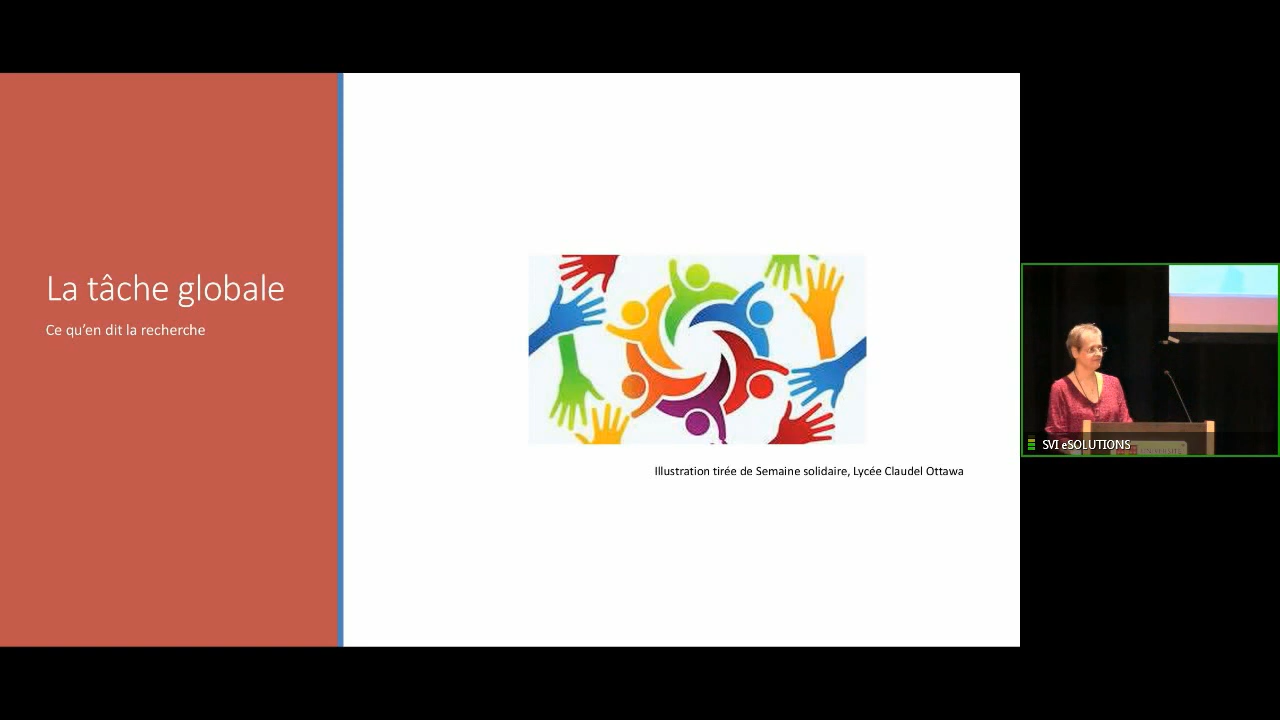 La tâche globale
Ce qu'en dit la recherche
Illustration tirée de Semaine solidaire, Lycée Claudel Ottawa
SVI eSOLUTIONS